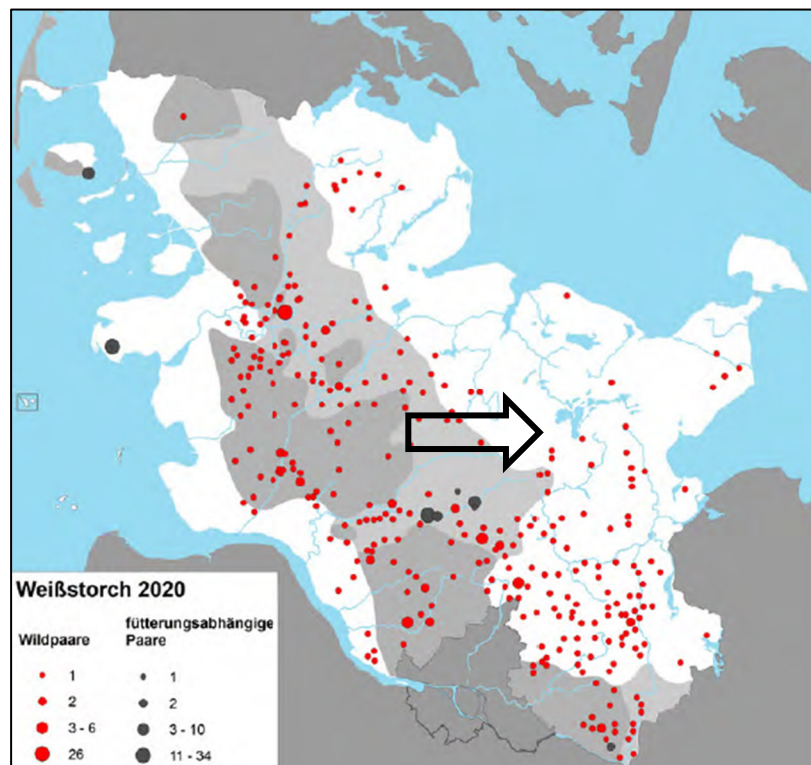 Weißstorch 2020
Wildpaare
1
2
3 - 6
26
fütterungsabhängige
Paare
1
2
3 - 10
11 - 34